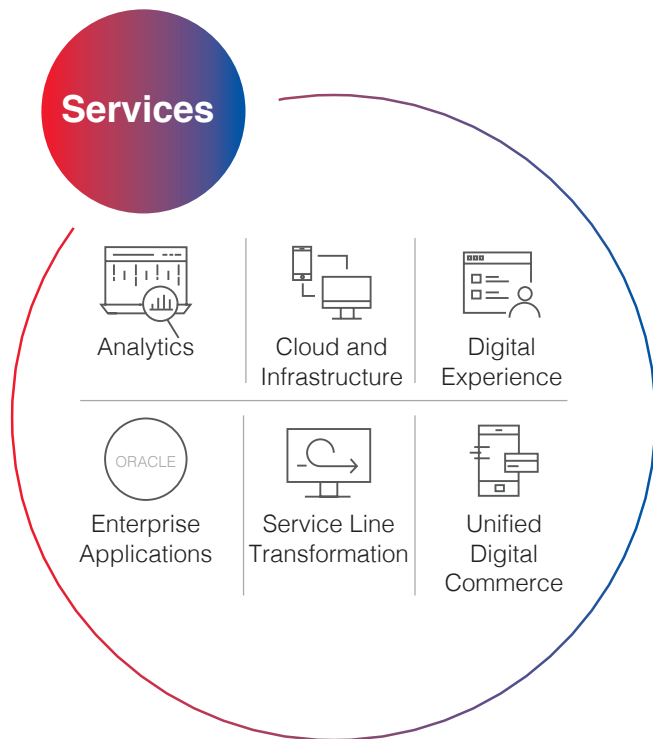 Services
Analytics
Cloud and
Infrastructure
Digital
Experience
ORACLE
Enterprise
Applications
Service Line
Transformation
Unified
Digital
Commerce